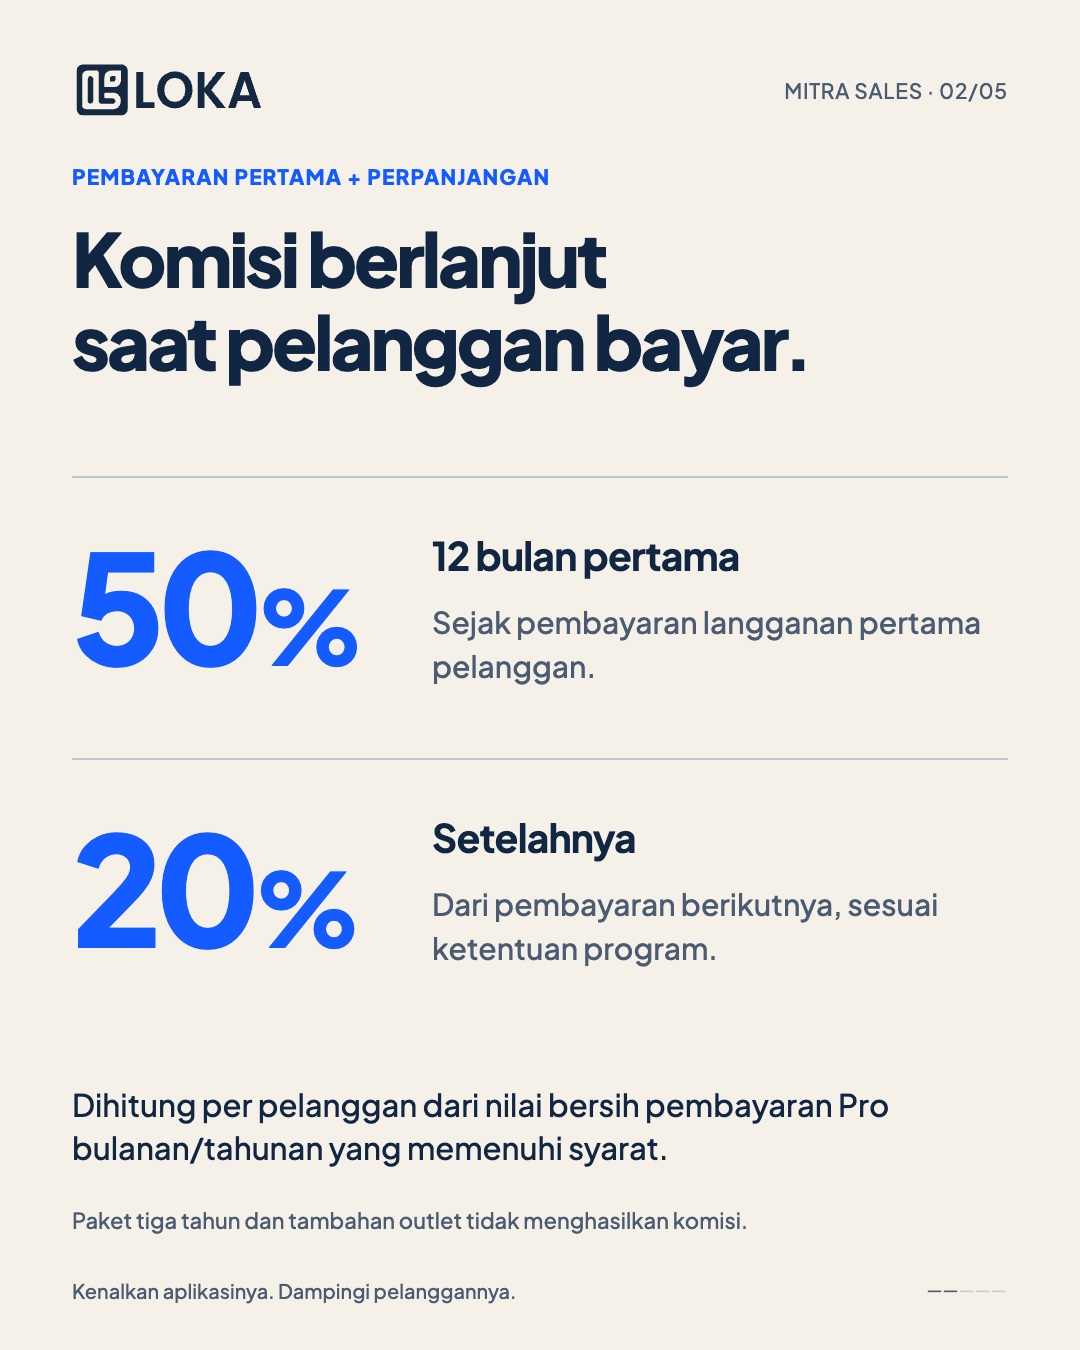 LOKA
MITRA SALES · 02/05
PEMBAYARAN PERTAMA + PERPANJANGAN
Komisi berlanjut
saat pelanggan bayar.
50%
12 bulan pertama
Sejak pembayaran langganan pertama
pelanggan.
20%
Setelahnya
Dari pembayaran berikutnya, sesuai
ketentuan program.
Dihitung per pelanggan dari nilai bersih pembayaran Pro
bulanan/tahunan yang memenuhi syarat.
Paket tiga tahun dan tambahan outlet tidak menghasilkan komisi.
Kenalkan aplikasinya. Dampingi pelanggannya.